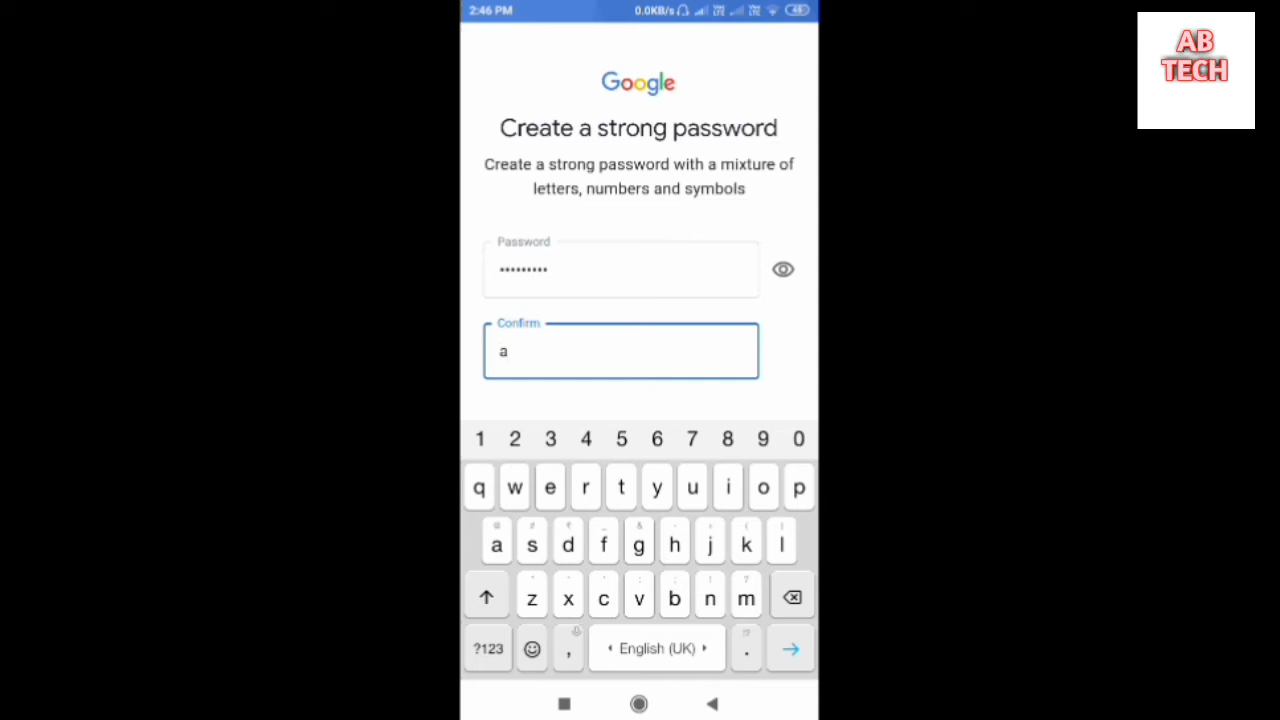 2:46 PM
0.0KB/s
48
AB
TECH
Google
Create a strong password
Create a strong password with a mixture of
letters, numbers and symbols
Password
•••••••••
Confirm
a
1 2 3 4 5 6 7 8 9 0
q w e r t y u i o p
a s d f g h j k l
z x c v b n m
?123 , English (UK) .